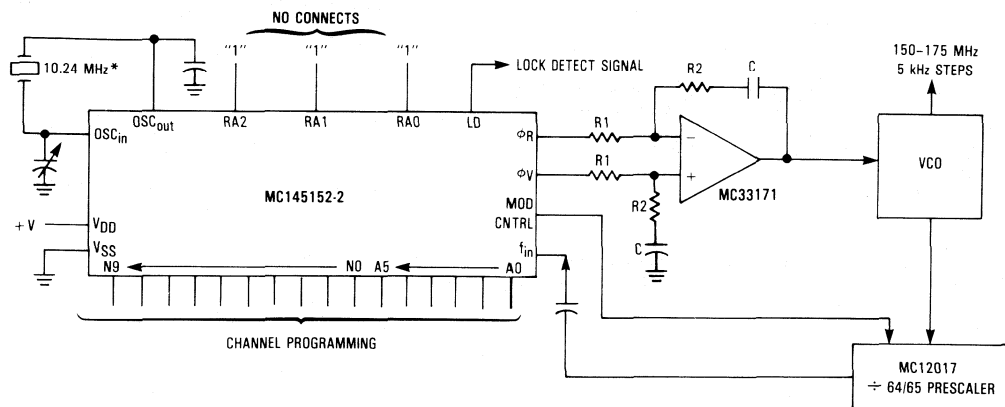 NO CONNECTS
"1" "1" "1"
10.24 MHz*
LOCK DETECT SIGNAL
150–175 MHz
5 kHz STEPS
R2 C
OSCin
OSCout RA2 RA1 RA0 LD
ϕR R1 −
ϕV R1 +
VCO
MC145152-2
MC33171
MOD
CNTRL
R2
+V VDD
VSS
fin
C
N9 N0 A5 A0
CHANNEL PROGRAMMING
MC12017
÷ 64/65 PRESCALER